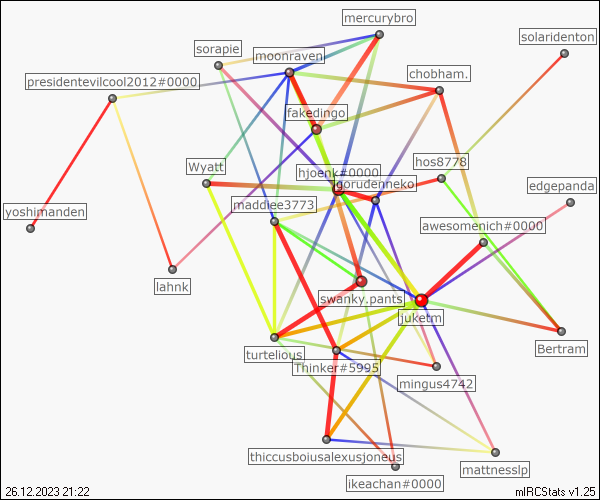 mercurybro
solaridenton
sorapie
moonraven
chobham.
presidentevilcool2012#0000
fakedingo
hos8778
Wyatt
hjoenk#0000
gorudenneko
edgepanda
maddiee3773
yoshimanden
awesomenich#0000
lahnk
swanky.pants
juketm
turtelious
Bertram
Thinker#5995
mingus4742
thiccusboiusalexusjoneus
mattnesslp
ikeachan#0000
26.12.2023 21:22
mIRCStats v1.25